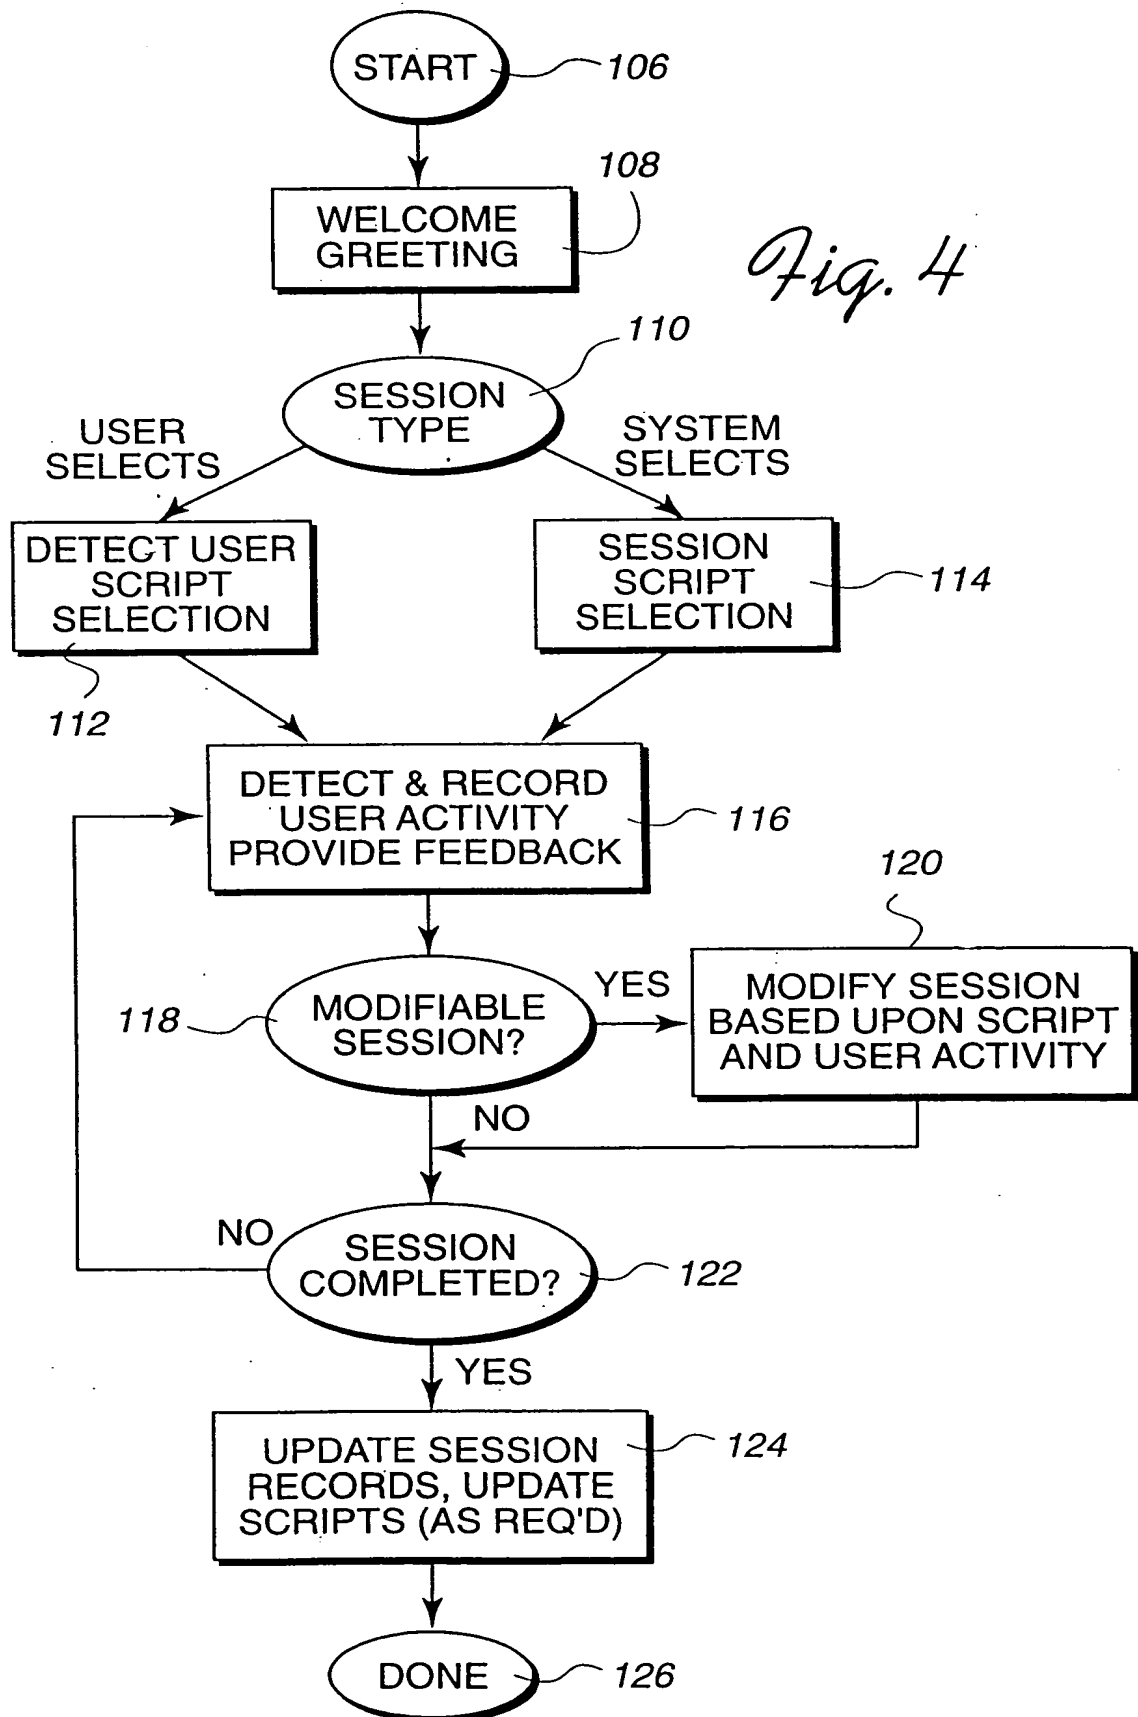 START
106
108
WELCOME
GREETING
Fig. 4
110
SESSION
TYPE
USER
SELECTS
SYSTEM
SELECTS
DETECT USER
SCRIPT
SELECTION
112
SESSION
SCRIPT
SELECTION
114
DETECT & RECORD
USER ACTIVITY
PROVIDE FEEDBACK
116
118
MODIFIABLE
SESSION?
YES
120
MODIFY SESSION
BASED UPON SCRIPT
AND USER ACTIVITY
NO
NO
SESSION
COMPLETED?
122
YES
UPDATE SESSION
RECORDS, UPDATE
SCRIPTS (AS REQ'D)
124
DONE
126